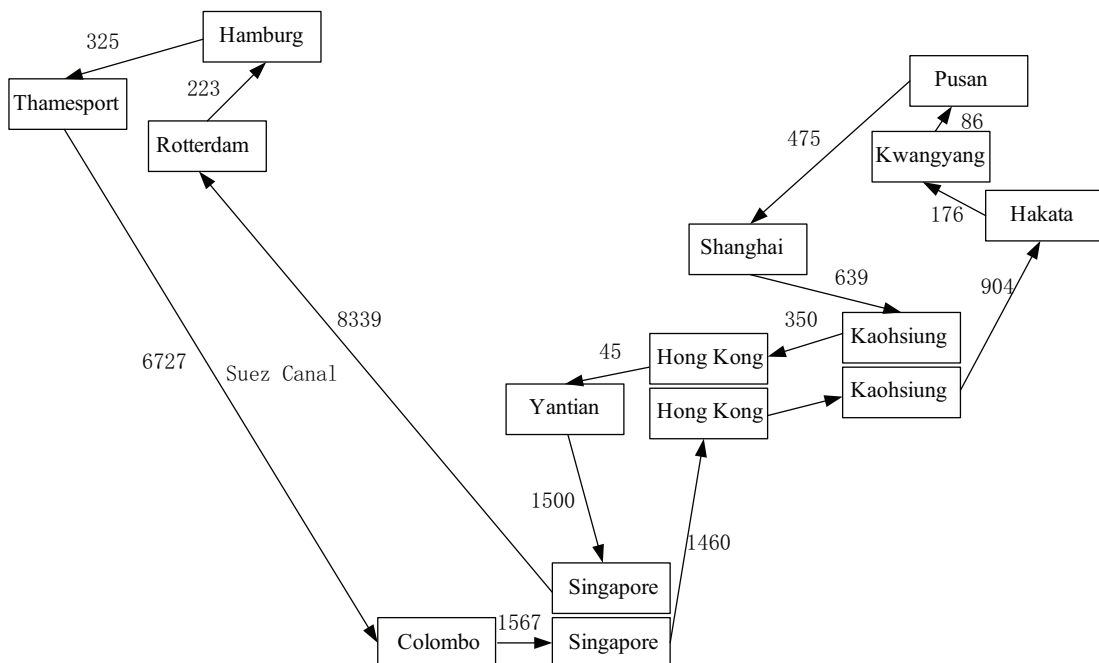 325
Hamburg
Pusan
223
Thamesport
Rotterdam
475
86
Kwangyang
176
Hakata
Shanghai
639
904
8339
350
Kaohsiung
6727
45
Hong Kong
Suez Canal
Kaohsiung
Yantian
Hong Kong
1500
1460
Singapore
1567
Colombo
Singapore